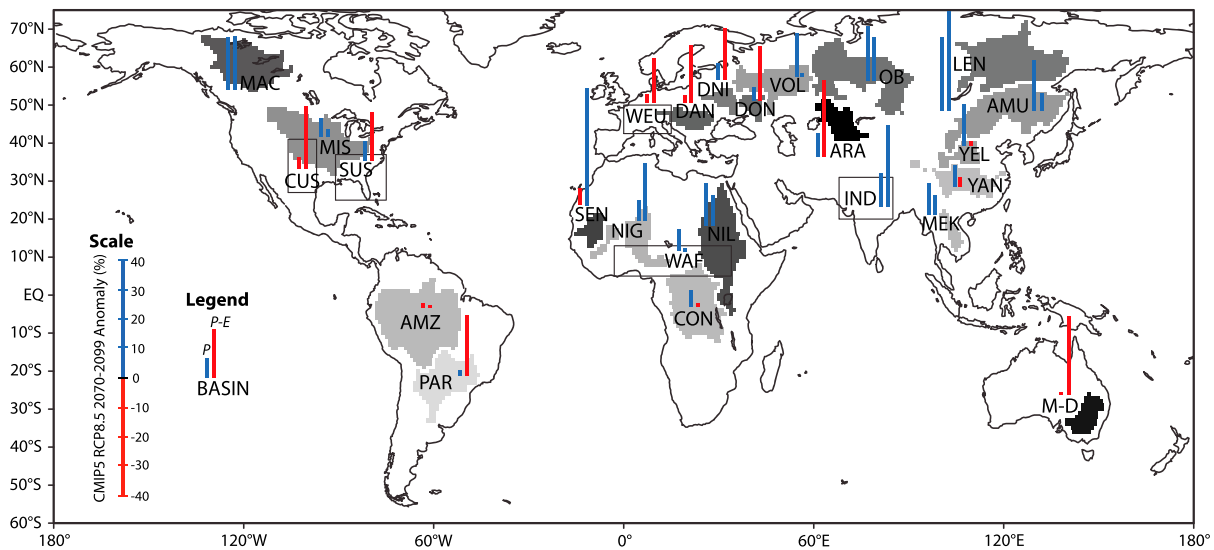 70°N
60°N
50°N
40°N
30°N
20°N
10°N
EQ
10°S
20°S
30°S
40°S
50°S
60°S
180°
120°W
60°W
0°
60°E
120°E
180°
MAC
OB
LEN
VOL
DNI
DON
DAN
WEU
AMU
MIS
SUS
CUS
ARA
YEL
YAN
IND
MEK
SEN
NIG
NIL
WAF
CON
AMZ
PAR
M-D
Scale
CMIP5 RCP8.5 2070-2099 Anomaly (%)
40
30
20
10
0
-10
-20
-30
-40
Legend
P-E
P
BASIN